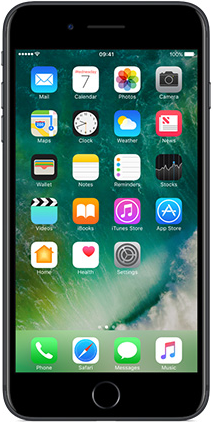 09:41 100%
Wednesday
7
Mail Calendar Photos Camera
Maps Clock Weather News
Wallet Notes Reminders Stocks
Videos iBooks iTunes Store App Store
Home Health Settings
Phone Safari Messages Music